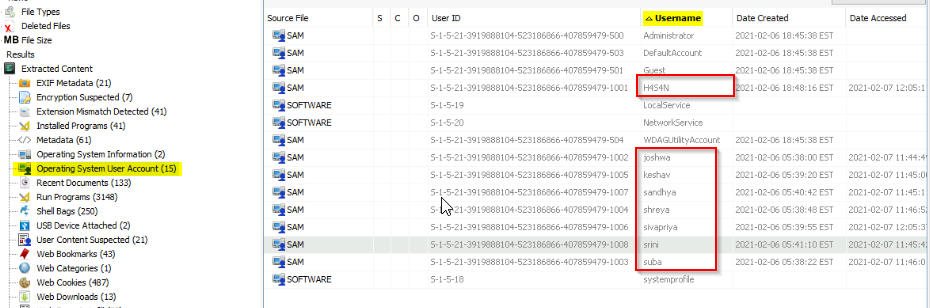 File Types
Deleted Files
MB File Size
Results
Extracted Content
EXIF Metadata (21)
Encryption Suspected (7)
Extension Mismatch Detected (41)
Installed Programs (41)
Metadata (61)
Operating System Information (2)
Operating System User Account (15)
Recent Documents (133)
Run Programs (3148)
Shell Bags (250)
USB Device Attached (2)
User Content Suspected (21)
Web Bookmarks (43)
Web Categories (1)
Web Cookies (487)
Web Downloads (13)
Source File S C O User ID Username Date Created Date Accessed
SAM S-1-5-21-3919888104-523186866-407859479-500 Administrator 2021-02-06 18:45:38 EST
SAM S-1-5-21-3919888104-523186866-407859479-503 DefaultAccount 2021-02-06 18:45:38 EST
SAM S-1-5-21-3919888104-523186866-407859479-501 Guest 2021-02-06 18:45:38 EST
SAM S-1-5-21-3919888104-523186866-407859479-1001 H4S4N 2021-02-06 18:48:16 EST 2021-02-07 12:05:1
SOFTWARE S-1-5-19 LocalService
SOFTWARE S-1-5-20 NetworkService
SAM S-1-5-21-3919888104-523186866-407859479-504 WDAGUtilityAccount 2021-02-06 18:45:38 EST
SAM S-1-5-21-3919888104-523186866-407859479-1002 joshwa 2021-02-06 05:38:00 EST 2021-02-07 11:44:4
SAM S-1-5-21-3919888104-523186866-407859479-1005 keshav 2021-02-06 05:39:20 EST 2021-02-07 11:45:0
SAM S-1-5-21-3919888104-523186866-407859479-1007 sandhya 2021-02-06 05:40:42 EST 2021-02-07 11:45:1
SAM S-1-5-21-3919888104-523186866-407859479-1004 shreya 2021-02-06 05:38:48 EST 2021-02-07 11:46:5
SAM S-1-5-21-3919888104-523186866-407859479-1006 sivapriya 2021-02-06 05:39:55 EST 2021-02-07 12:05:3
SAM S-1-5-21-3919888104-523186866-407859479-1008 srini 2021-02-06 05:41:10 EST 2021-02-07 11:45:4
SAM S-1-5-21-3919888104-523186866-407859479-1003 suba 2021-02-06 05:38:22 EST 2021-02-07 11:46:0
SOFTWARE S-1-5-18 systemprofile